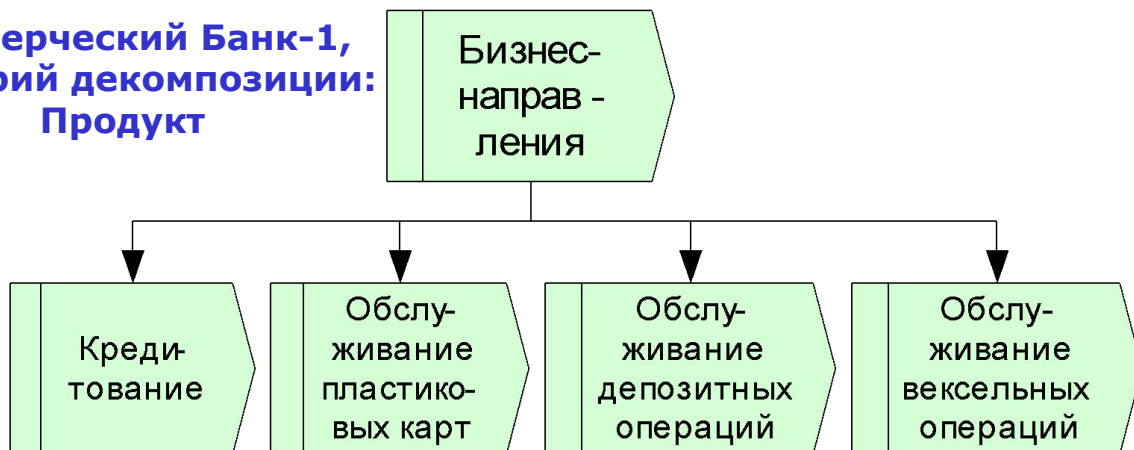 ерческий Банк-1,
рий декомпозиции:
Продукт
Бизнес-
направ -
ления
Креди-
тование
Обслу-
живание
пластико-
вых карт
Обслу-
живание
депозитных
операций
Обслу-
живание
вексельных
операций